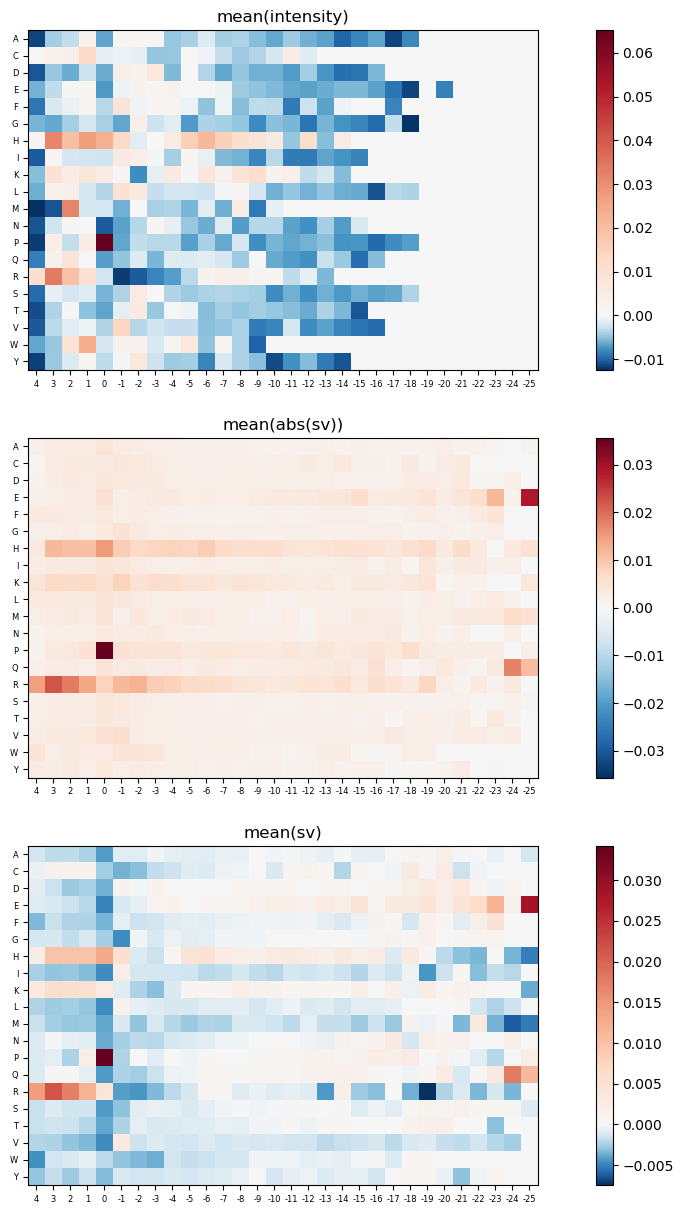 mean(intensity)
A
C
D
E
F
G
H
I
K
L
M
N
P
Q
R
S
T
V
W
Y
4 3 2 1 0 -1 -2 -3 -4 -5 -6 -7 -8 -9 -10 -11 -12 -13 -14 -15 -16 -17 -18 -19 -20 -21 -22 -23 -24 -25
0.06
0.05
0.04
0.03
0.02
0.01
0.00
−0.01
mean(abs(sv))
A
C
D
E
F
G
H
I
K
L
M
N
P
Q
R
S
T
V
W
Y
4 3 2 1 0 -1 -2 -3 -4 -5 -6 -7 -8 -9 -10 -11 -12 -13 -14 -15 -16 -17 -18 -19 -20 -21 -22 -23 -24 -25
0.03
0.02
0.01
0.00
−0.01
−0.02
−0.03
mean(sv)
A
C
D
E
F
G
H
I
K
L
M
N
P
Q
R
S
T
V
W
Y
4 3 2 1 0 -1 -2 -3 -4 -5 -6 -7 -8 -9 -10 -11 -12 -13 -14 -15 -16 -17 -18 -19 -20 -21 -22 -23 -24 -25
0.030
0.025
0.020
0.015
0.010
0.005
0.000
−0.005